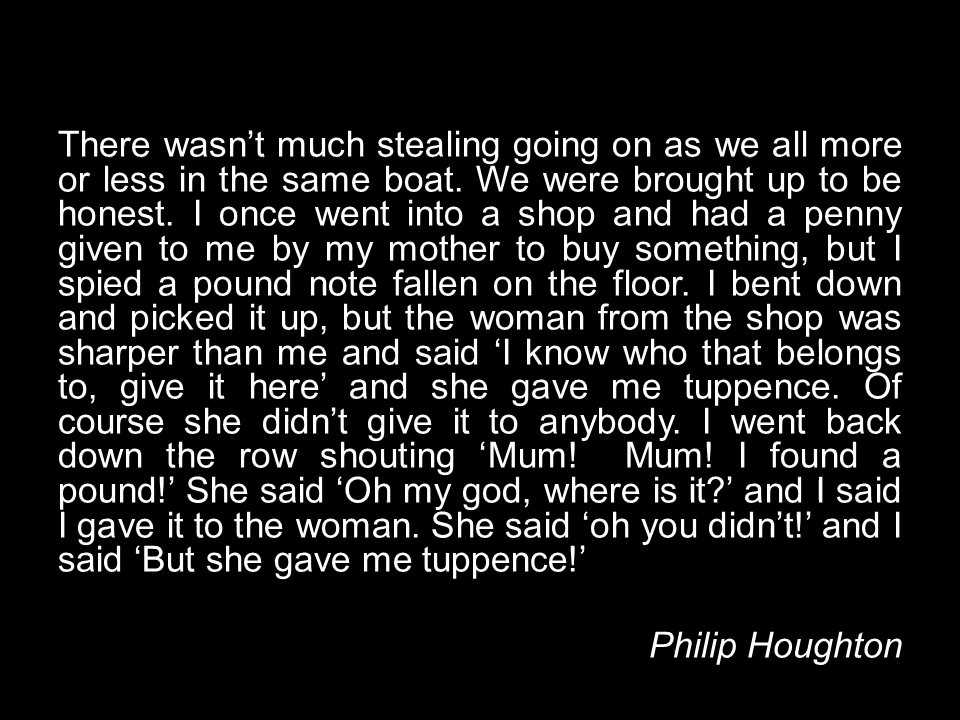 There wasn’t much stealing going on as we all more
or less in the same boat. We were brought up to be
honest. I once went into a shop and had a penny
given to me by my mother to buy something, but I
spied a pound note fallen on the floor. I bent down
and picked it up, but the woman from the shop was
sharper than me and said ‘I know who that belongs
to, give it here’ and she gave me tuppence. Of
course she didn’t give it to anybody. I went back
down the row shouting ‘Mum!  Mum! I found a
pound!’ She said ‘Oh my god, where is it?’ and I said
I gave it to the woman. She said ‘oh you didn’t!’ and I
said ‘But she gave me tuppence!’
Philip Houghton